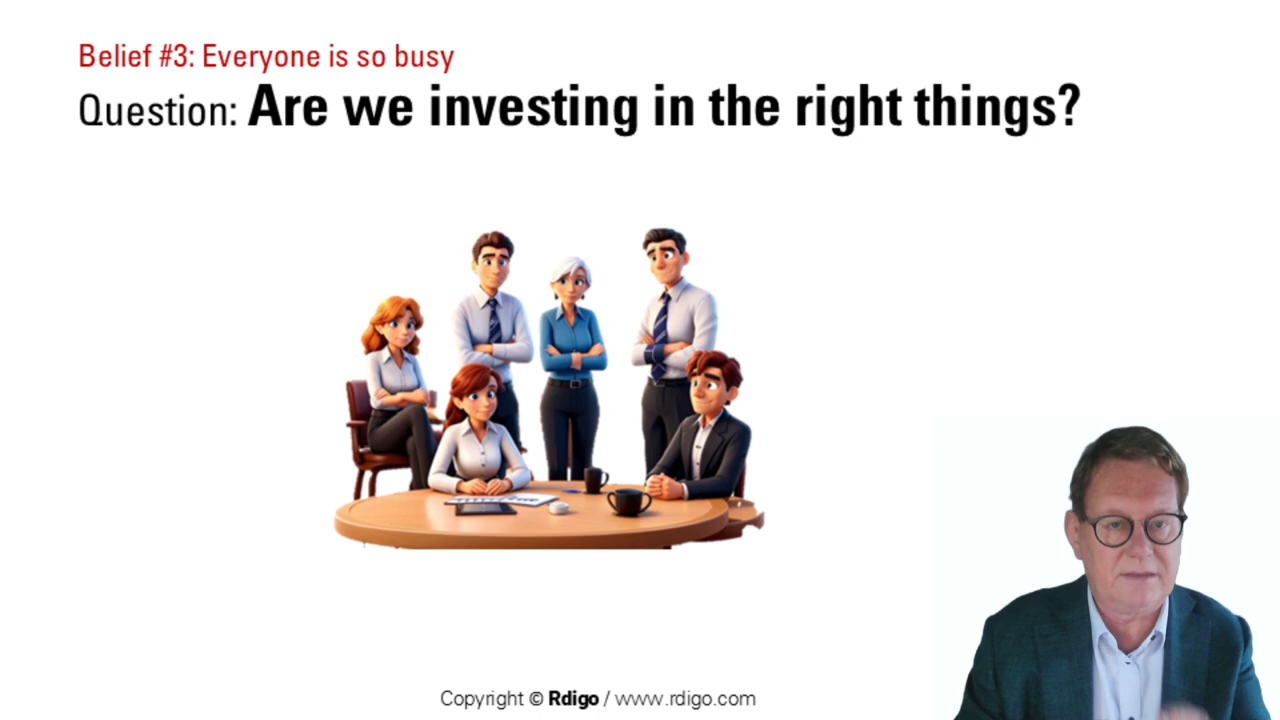 Belief #3: Everyone is so busy
Question: Are we investing in the right things?
Copyright © Rdigo / www.rdigo.com